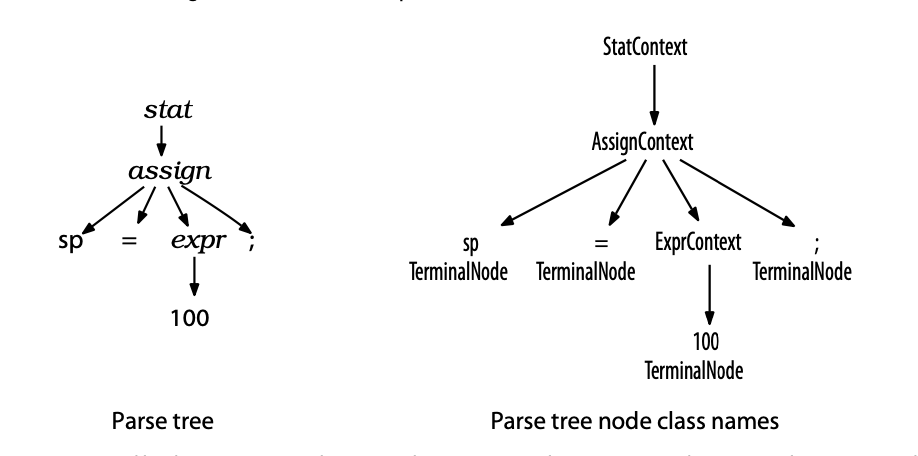 StatContext
stat
AssignContext
assign
sp = expr ;
sp = ExprContext ;
TerminalNode TerminalNode TerminalNode
100
100
TerminalNode
Parse tree
Parse tree node class names